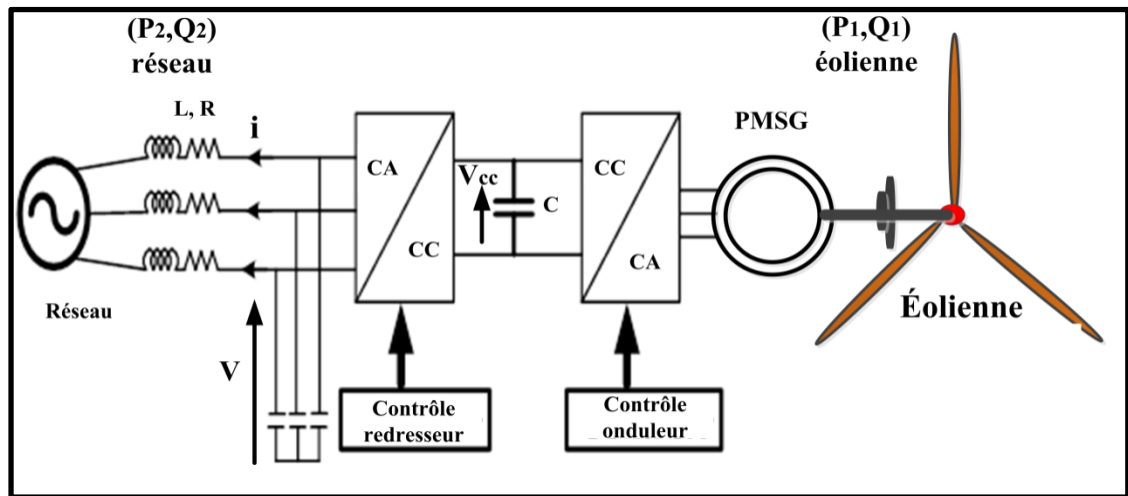 (P2,Q2)
réseau
(P1,Q1)
éolienne
L, R
i
PMSG
CA
CC
Vcc
C
CC
CA
Réseau
Éolienne
V
Contrôle
redresseur
Contrôle
onduleur